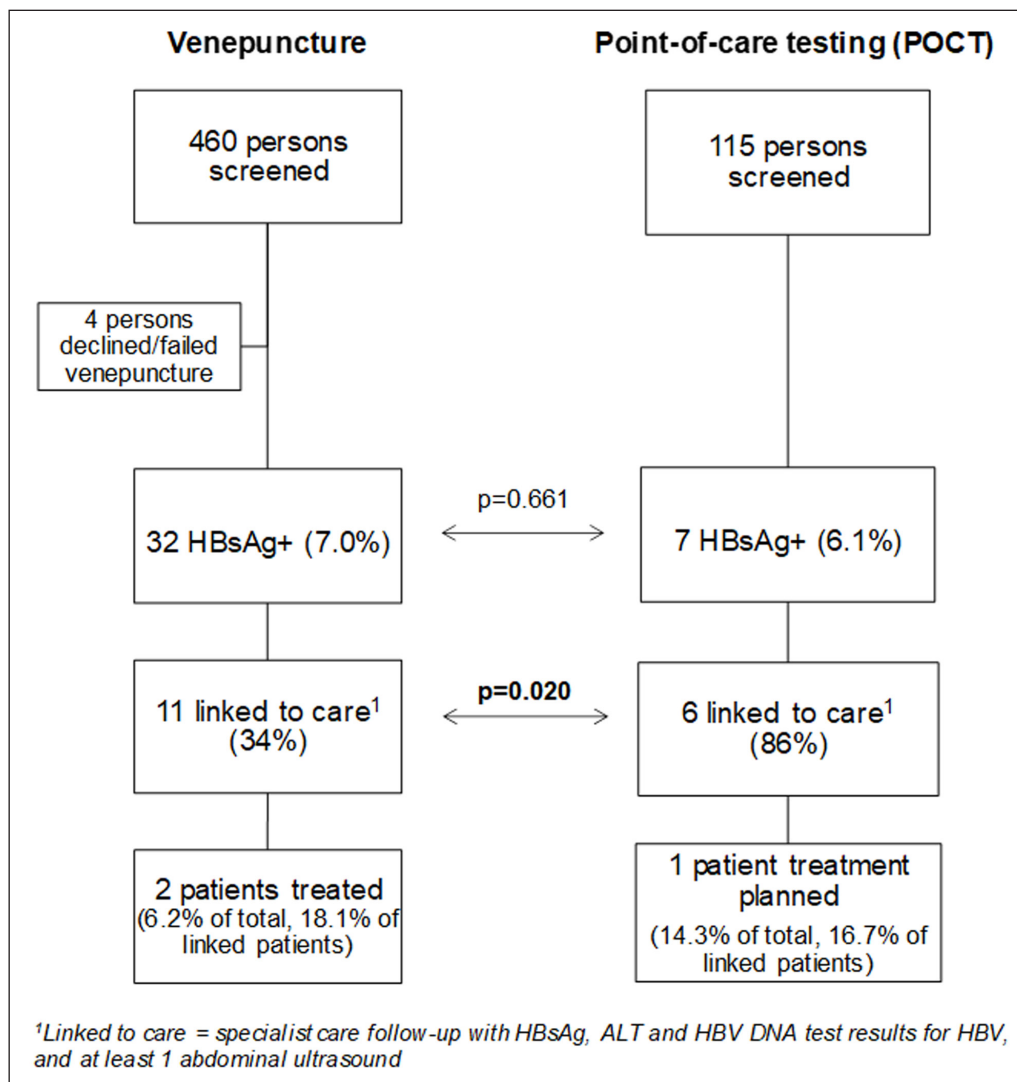 Venepuncture
Point-of-care testing (POCT)
460 persons
screened
115 persons
screened
4 persons
declined/failed
venepuncture
32 HBsAg+ (7.0%)
p=0.661
7 HBsAg+ (6.1%)
11 linked to care¹
(34%)
p=0.020
6 linked to care¹
(86%)
2 patients treated
(6.2% of total, 18.1% of
linked patients)
1 patient treatment
planned
(14.3% of total, 16.7% of
linked patients)
¹Linked to care = specialist care follow-up with HBsAg, ALT and HBV DNA test results for HBV,
and at least 1 abdominal ultrasound